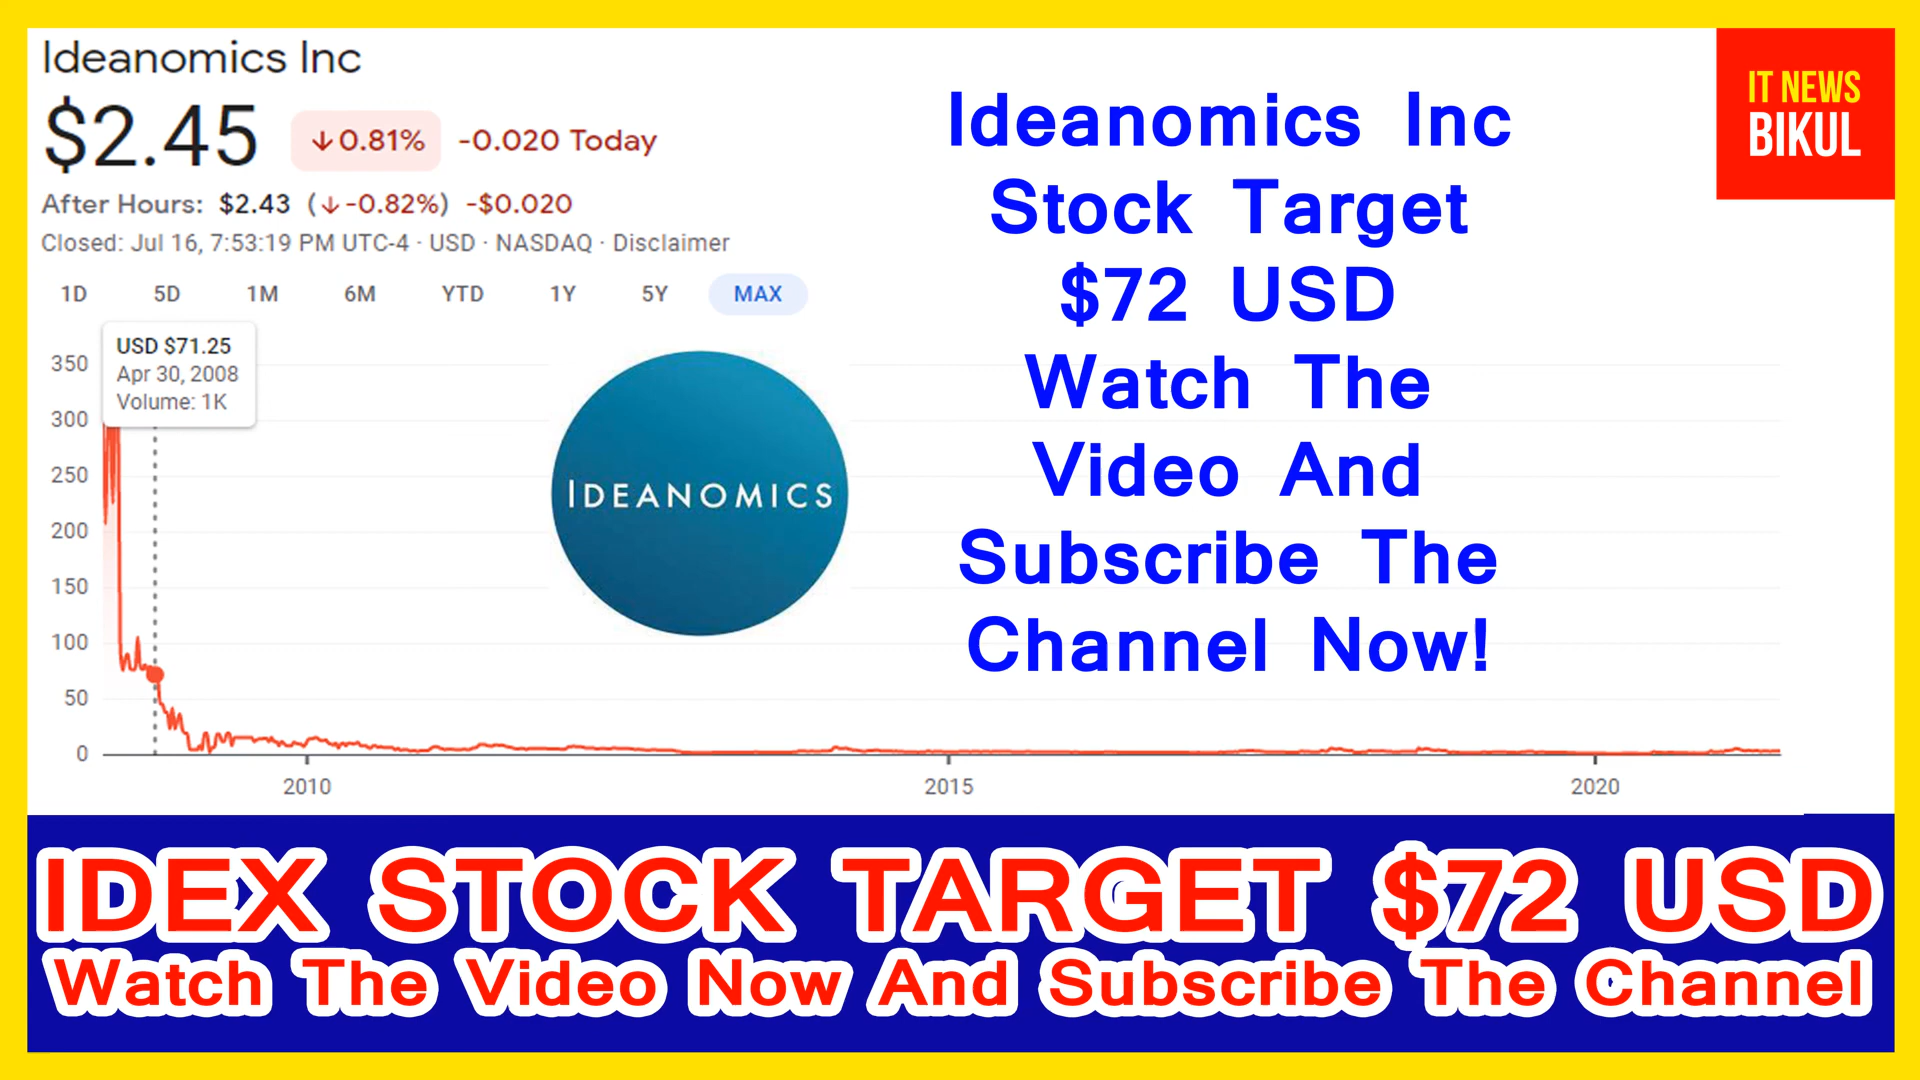 Ideanomics Inc
$2.45 ↓0.81% -0.020 Today
After Hours: $2.43 (↓-0.82%) -$0.020
Closed: Jul 16, 7:53:19 PM UTC-4 · USD · NASDAQ · Disclaimer
1D 5D 1M 6M YTD 1Y 5Y MAX
USD $71.25
Apr 30, 2008
Volume: 1K
350
300
250
200
150
100
50
0
2010 2015 2020
IDEANOMICS
Ideanomics Inc
Stock Target
$72 USD
Watch The
Video And
Subscribe The
Channel Now!
IT NEWS
BIKUL
IDEX STOCK TARGET $72 USD
Watch The Video Now And Subscribe The Channel